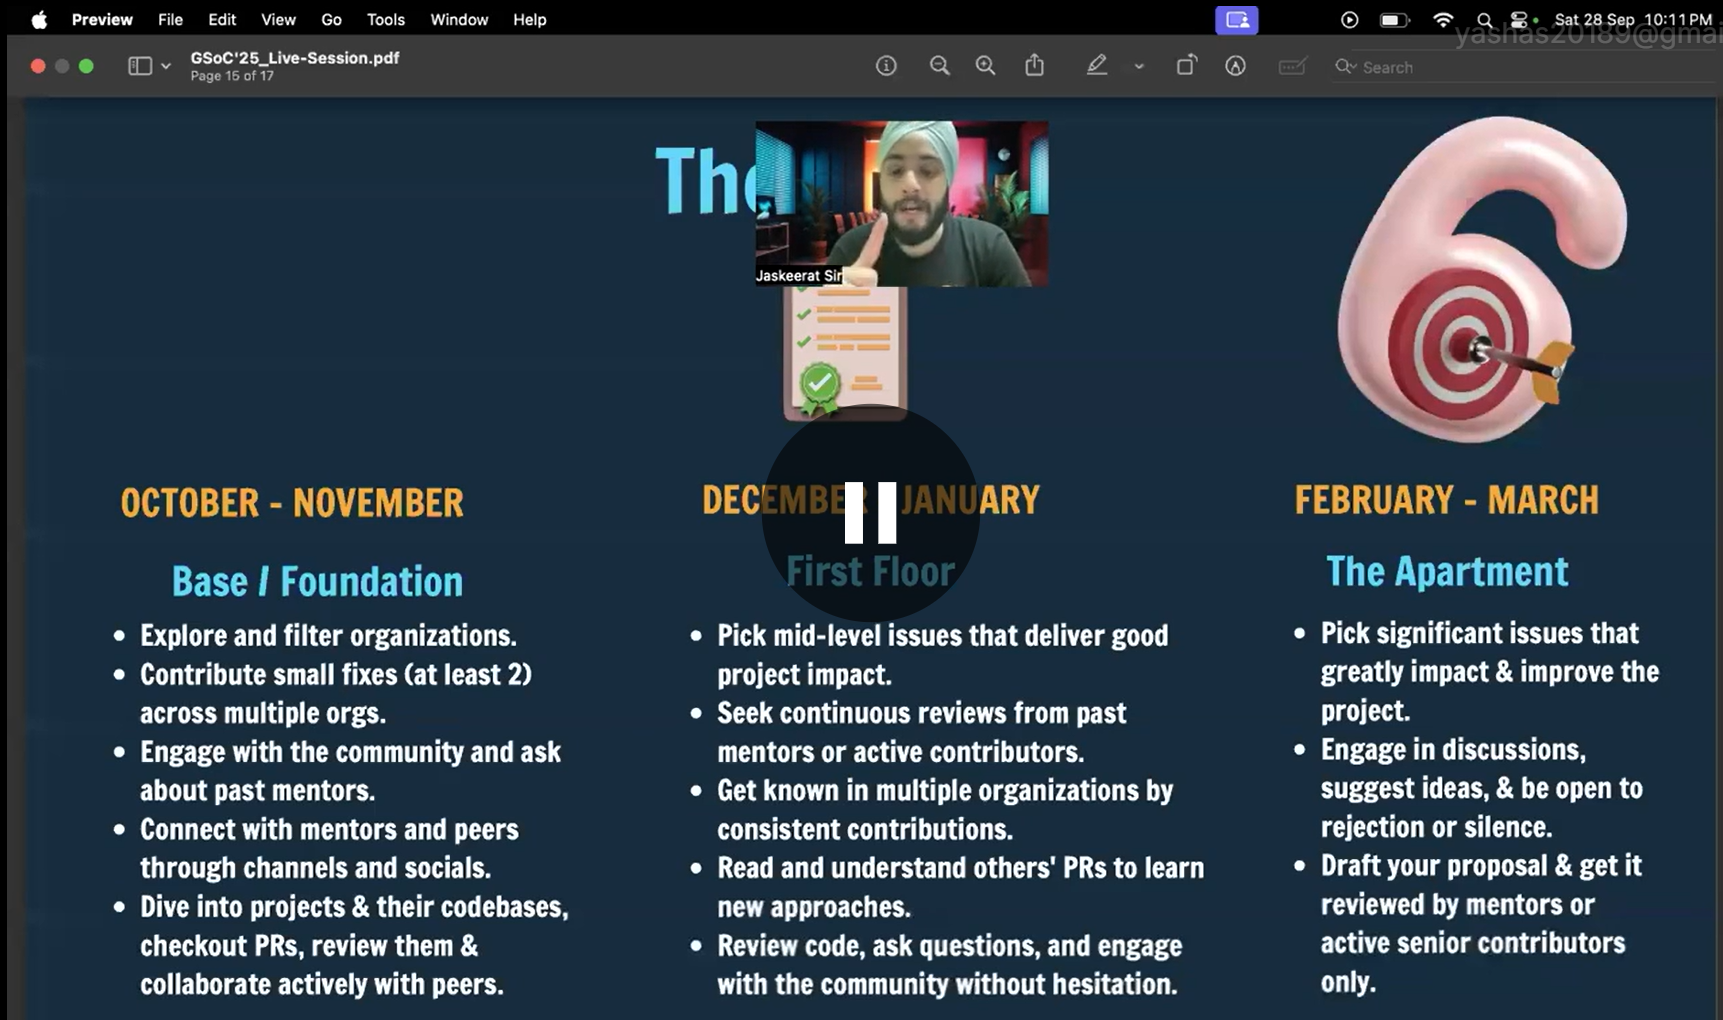 Preview File Edit View Go Tools Window Help
Sat 28 Sep 10:11 PM
yashas20189@gmai
GSoC'25_Live-Session.pdf
Page 15 of 17
Search
The
Jaskeerat Sin
OCTOBER - NOVEMBER
Base / Foundation
• Explore and filter organizations.
• Contribute small fixes (at least 2)
across multiple orgs.
• Engage with the community and ask
about past mentors.
• Connect with mentors and peers
through channels and socials.
• Dive into projects & their codebases,
checkout PRs, review them &
collaborate actively with peers.
DECEMBER - JANUARY
First Floor
• Pick mid-level issues that deliver good
project impact.
• Seek continuous reviews from past
mentors or active contributors.
• Get known in multiple organizations by
consistent contributions.
• Read and understand others' PRs to learn
new approaches.
• Review code, ask questions, and engage
with the community without hesitation.
FEBRUARY - MARCH
The Apartment
• Pick significant issues that
greatly impact & improve the
project.
• Engage in discussions,
suggest ideas, & be open to
rejection or silence.
• Draft your proposal & get it
reviewed by mentors or
active senior contributors
only.